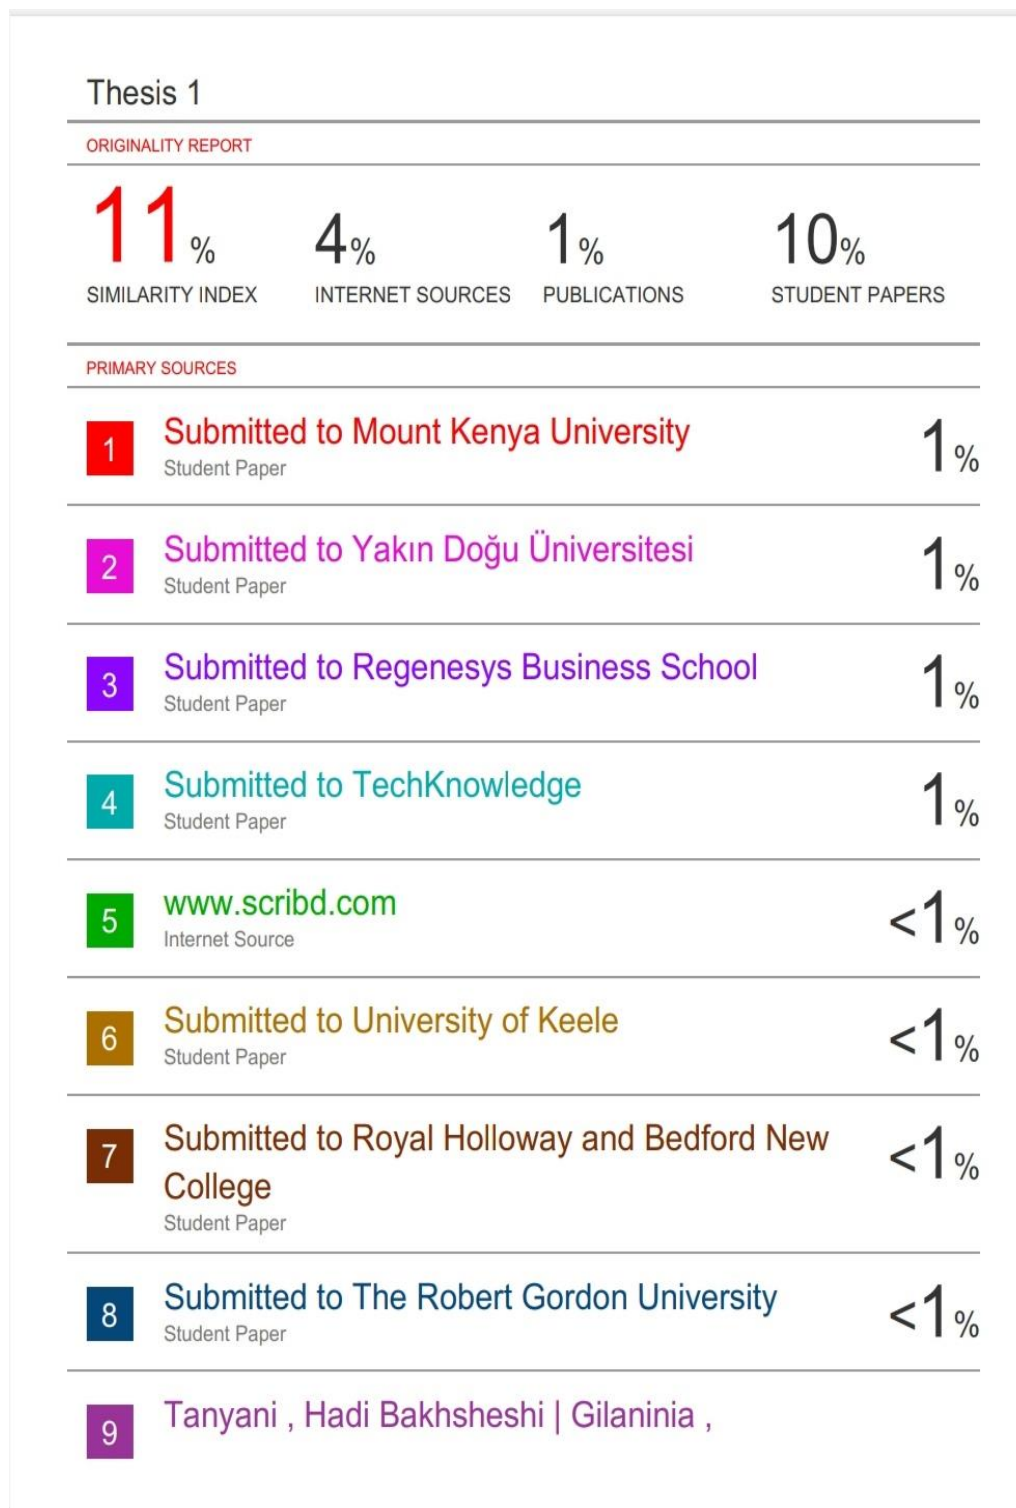 Thesis 1
ORIGINALITY REPORT
11%
4%
1%
10%
SIMILARITY INDEX
INTERNET SOURCES
PUBLICATIONS
STUDENT PAPERS
PRIMARY SOURCES
1
Submitted to Mount Kenya University
Student Paper
1%
2
Submitted to Yakın Doğu Üniversitesi
Student Paper
1%
3
Submitted to Regenesys Business School
Student Paper
1%
4
Submitted to TechKnowledge
Student Paper
1%
5
www.scribd.com
Internet Source
<1%
6
Submitted to University of Keele
Student Paper
<1%
7
Submitted to Royal Holloway and Bedford New
College
Student Paper
<1%
8
Submitted to The Robert Gordon University
Student Paper
<1%
9
Tanyani , Hadi Bakhsheshi | Gilaninia ,